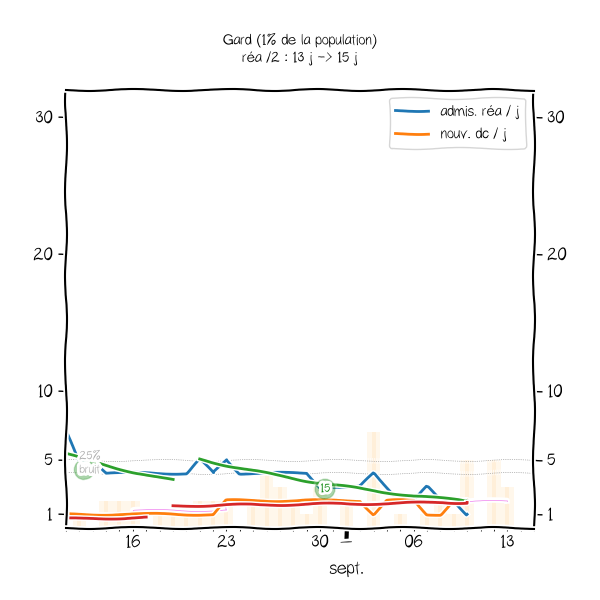 Gard (1% de la population)
réa /2 : 13 j -> 15 j
admis. réa / j
nouv. dc / j
30
30
20
20
10
10
25%
bruit
5
5
15
1
1
16
23
30
06
13
sept.